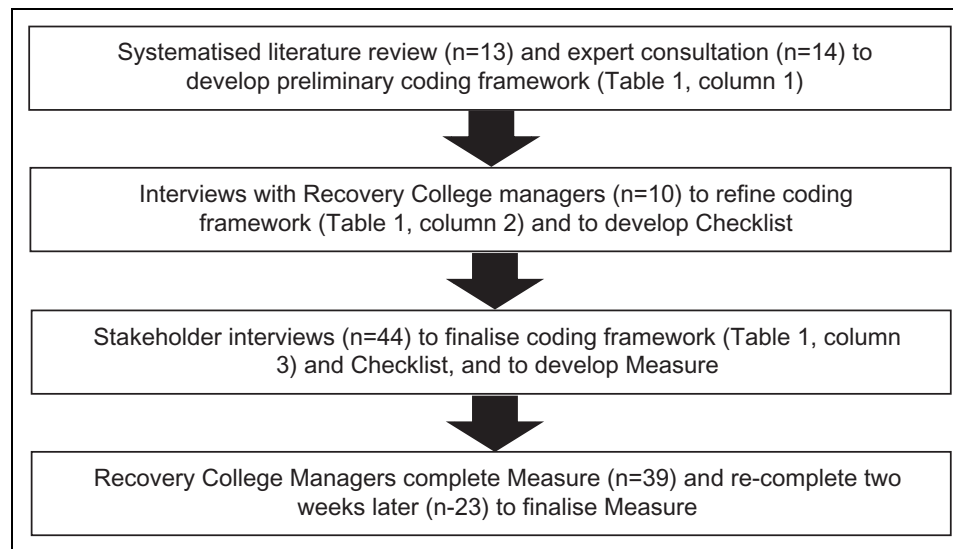 Systematised literature review (n=13) and expert consultation (n=14) to
develop preliminary coding framework (Table 1, column 1)
Interviews with Recovery College managers (n=10) to refine coding
framework (Table 1, column 2) and to develop Checklist
Stakeholder interviews (n=44) to finalise coding framework (Table 1, column
3) and Checklist, and to develop Measure
Recovery College Managers complete Measure (n=39) and re-complete two
weeks later (n-23) to finalise Measure